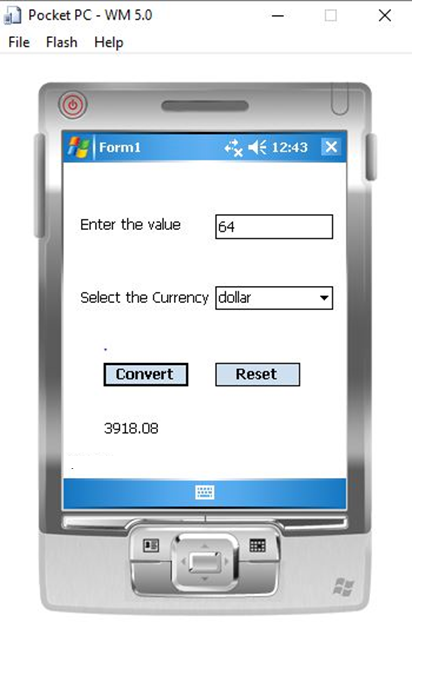 Pocket PC - WM 5.0
File Flash Help
Form1 12:43
Enter the value 64
Select the Currency dollar
Convert Reset
3918.08